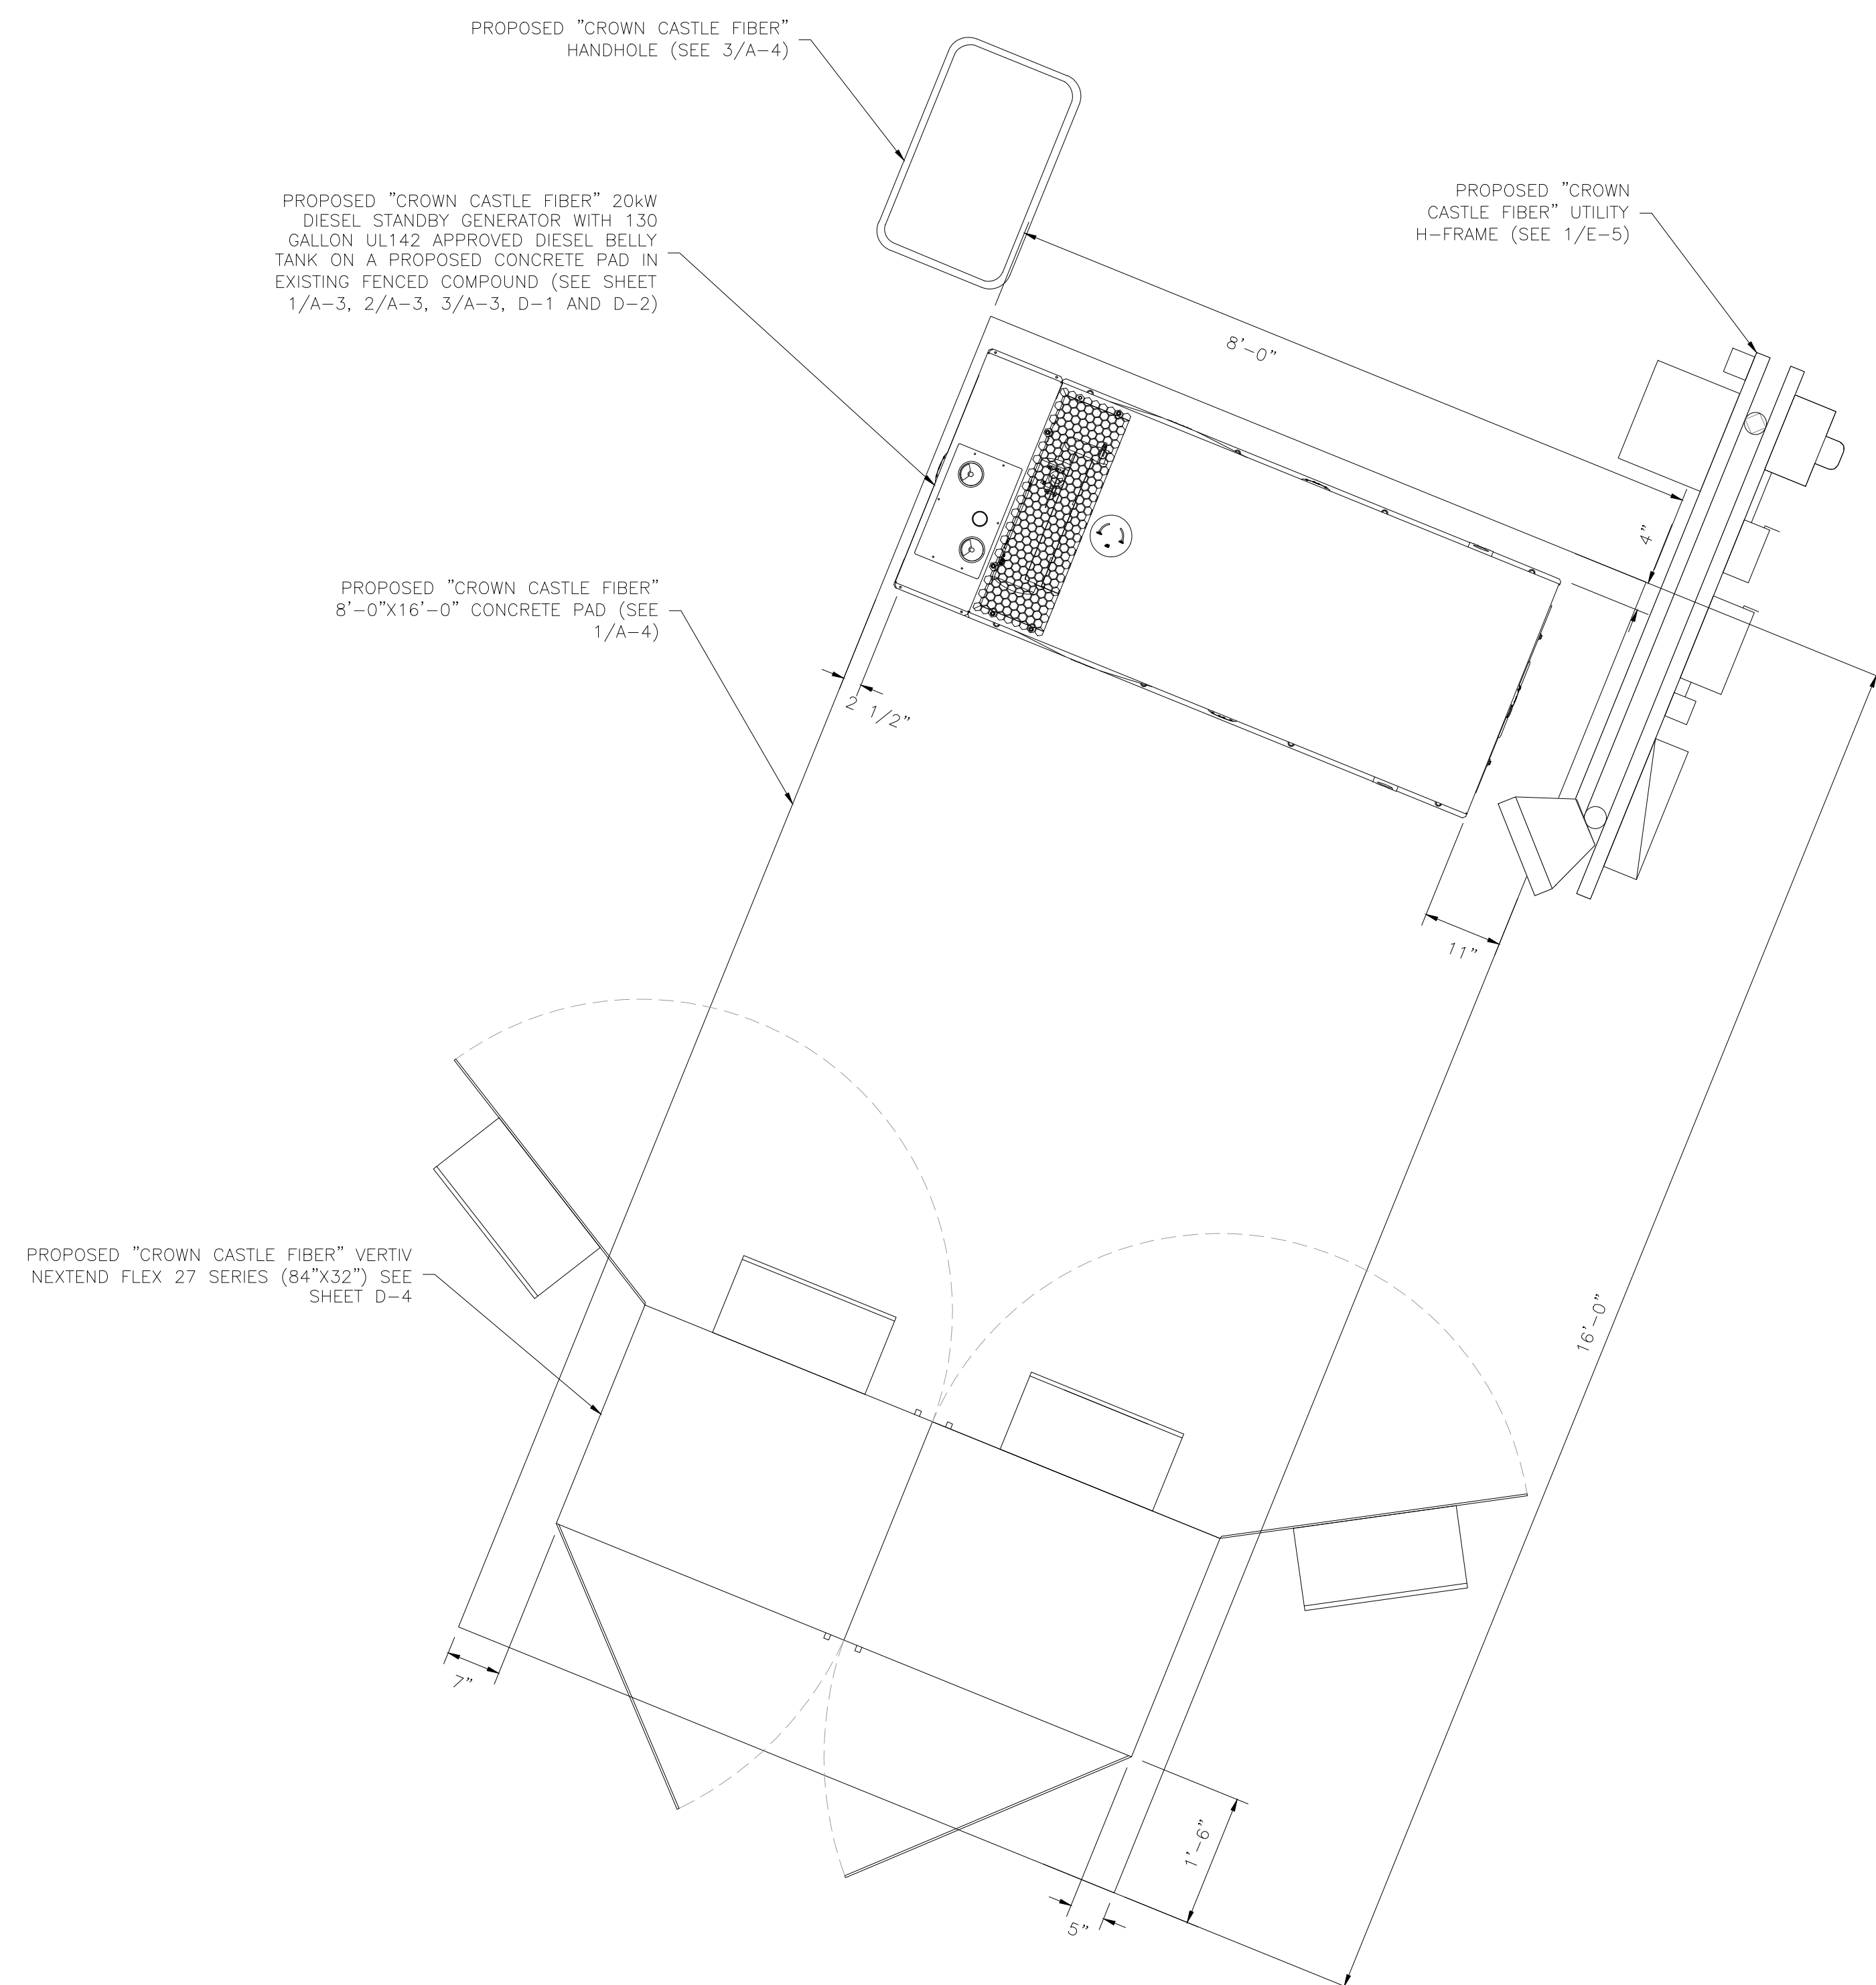 PROPOSED "CROWN CASTLE FIBER"
HANDHOLE (SEE 3/A-4)
PROPOSED "CROWN
CASTLE FIBER" UTILITY
H-FRAME (SEE 1/E-5)
PROPOSED "CROWN CASTLE FIBER" 20kW
DIESEL STANDBY GENERATOR WITH 130
GALLON UL142 APPROVED DIESEL BELLY
TANK ON A PROPOSED CONCRETE PAD IN
EXISTING FENCED COMPOUND (SEE SHEET
1/A-3, 2/A-3, 3/A-3, D-1 AND D-2)
8'-0"
4"
PROPOSED "CROWN CASTLE FIBER"
8'-0"X16'-0" CONCRETE PAD (SEE
1/A-4)
2 1/2"
11"
PROPOSED "CROWN CASTLE FIBER" VERTIV
NEXTEND FLEX 27 SERIES (84"X32") SEE
SHEET D-4
16'-0"
7"
1'-6"
5"